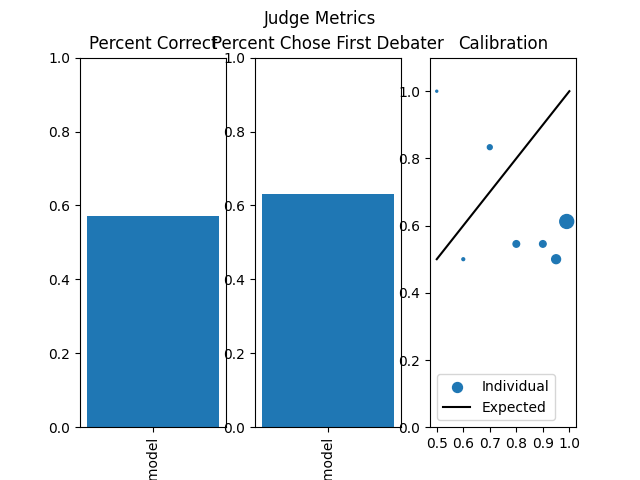 Judge Metrics
Percent Correct
Percent Chose First Debater
Calibration
1.0
0.8
0.6
0.4
0.2
0.0
model
1.0
0.8
0.6
0.4
0.2
0.0
model
1.0
0.8
0.6
0.4
0.2
0.0
Individual
Expected
0.5 0.6 0.7 0.8 0.9 1.0